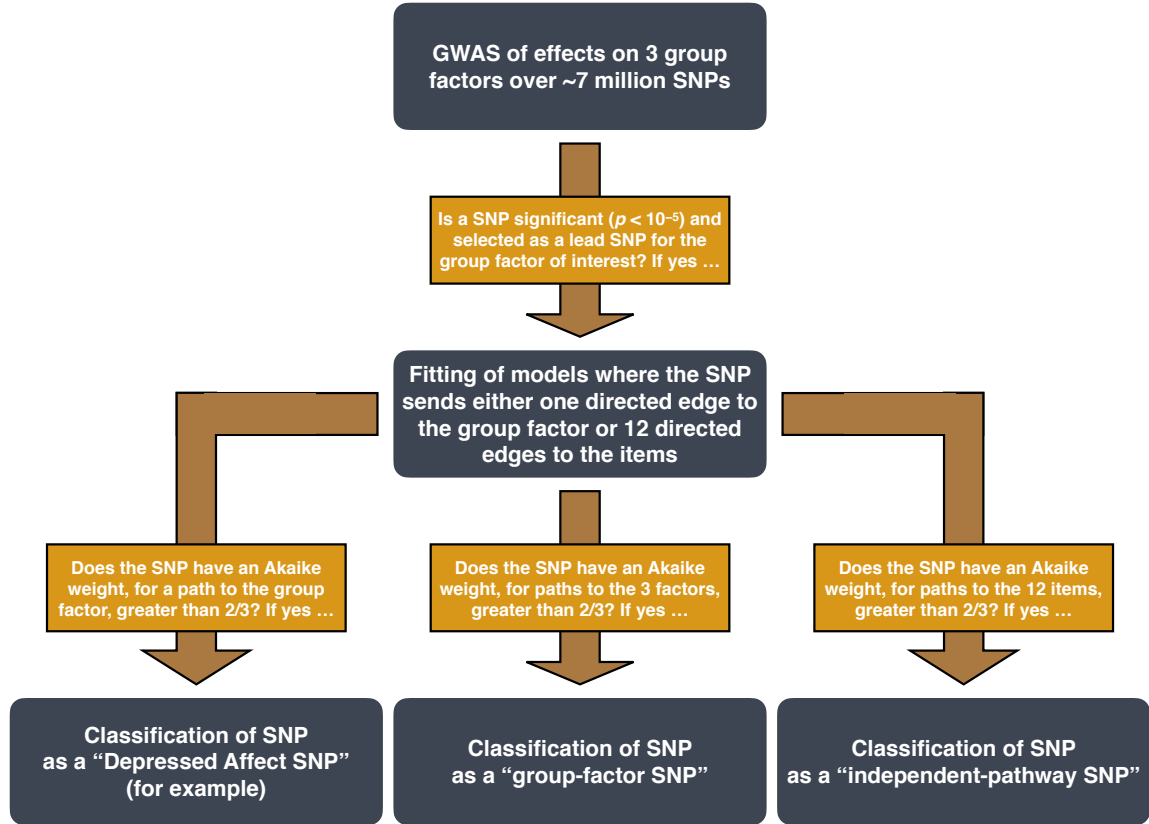 GWAS of effects on 3 group
factors over ~7 million SNPs
Is a SNP significant (p < 10⁻⁵) and
selected as a lead SNP for the
group factor of interest? If yes …
Fitting of models where the SNP
sends either one directed edge to
the group factor or 12 directed
edges to the items
Does the SNP have an Akaike
weight, for a path to the group
factor, greater than 2/3? If yes …
Does the SNP have an Akaike
weight, for paths to the 3 factors,
greater than 2/3? If yes …
Does the SNP have an Akaike
weight, for paths to the 12 items,
greater than 2/3? If yes …
Classification of SNP
as a “Depressed Affect SNP”
(for example)
Classification of SNP
as a “group-factor SNP”
Classification of SNP
as a “independent-pathway SNP”